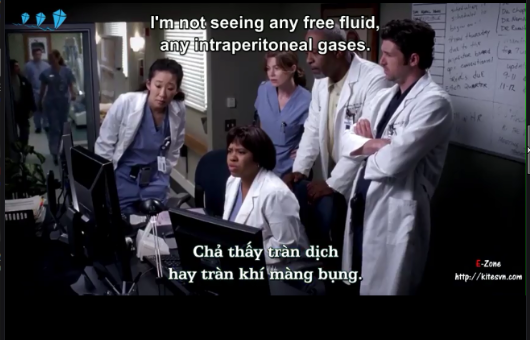 I'm not seeing any free fluid,
any intraperitoneal gases.
Chả thấy tràn dịch
hay tràn khí màng bụng.
E-Zone
http://kitesvn.com